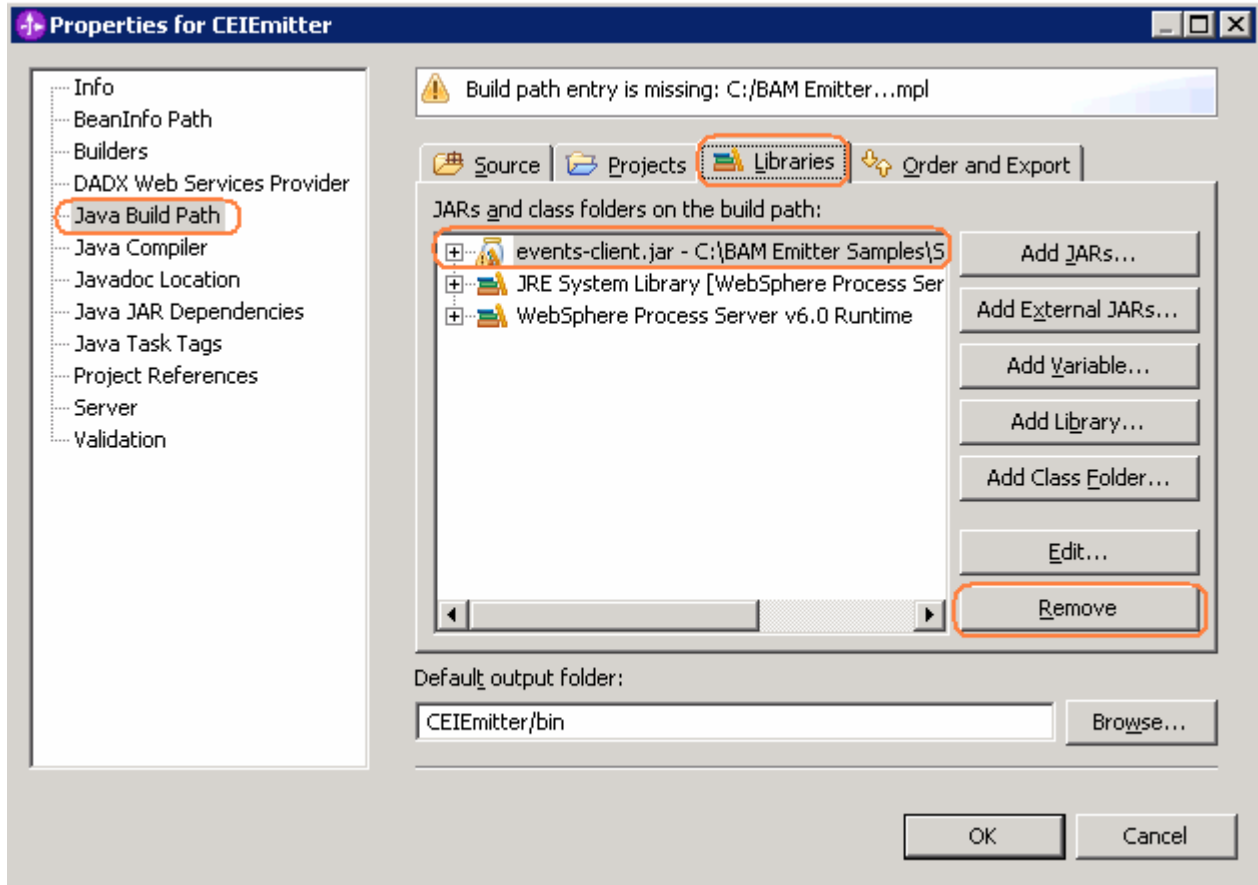 Properties for CEIEmitter
Info
BeanInfo Path
Builders
DADX Web Services Provider
Java Build Path
Java Compiler
Javadoc Location
Java JAR Dependencies
Java Task Tags
Project References
Server
Validation
Build path entry is missing: C:/BAM Emitter...mpl
Source Projects Libraries Order and Export
JARs and class folders on the build path:
events-client.jar - C:\BAM Emitter Samples\S
JRE System Library [WebSphere Process Ser
WebSphere Process Server v6.0 Runtime
Add JARs...
Add External JARs...
Add Variable...
Add Library...
Add Class Folder...
Edit...
Remove
Default output folder:
CEIEmitter/bin
Browse...
OK Cancel